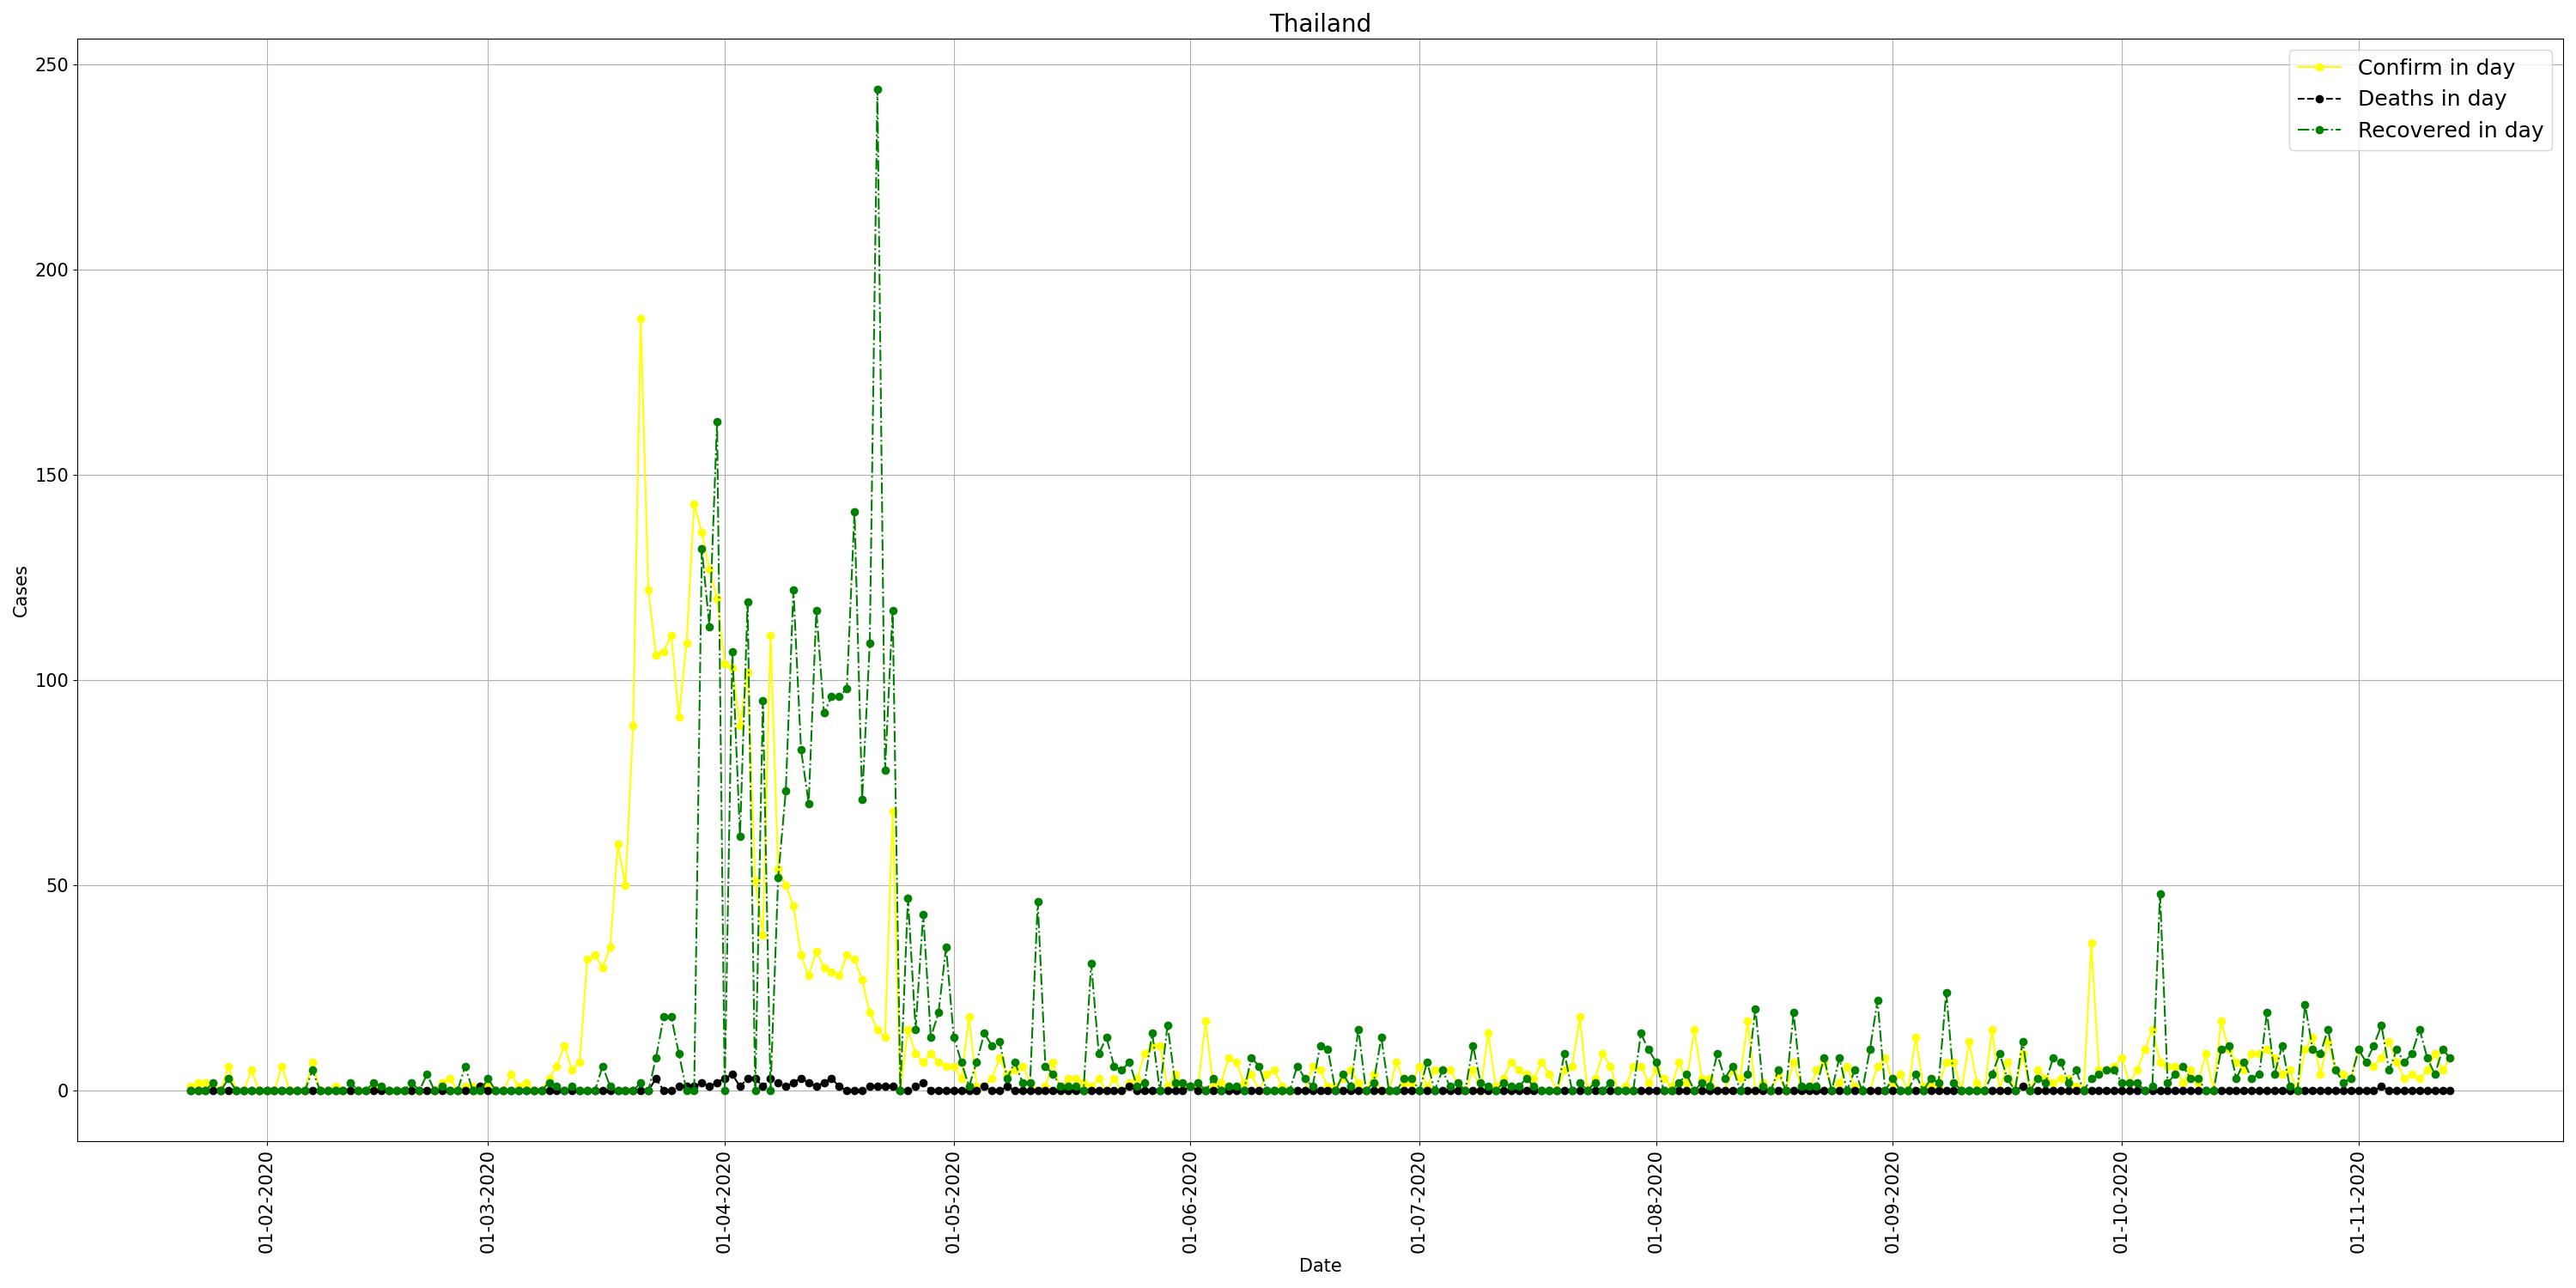 Thailand
250
200
150
100
50
0
Cases
Confirm in day
Deaths in day
Recovered in day
01-02-2020
01-03-2020
01-04-2020
01-05-2020
01-06-2020
01-07-2020
01-08-2020
01-09-2020
01-10-2020
01-11-2020
Date